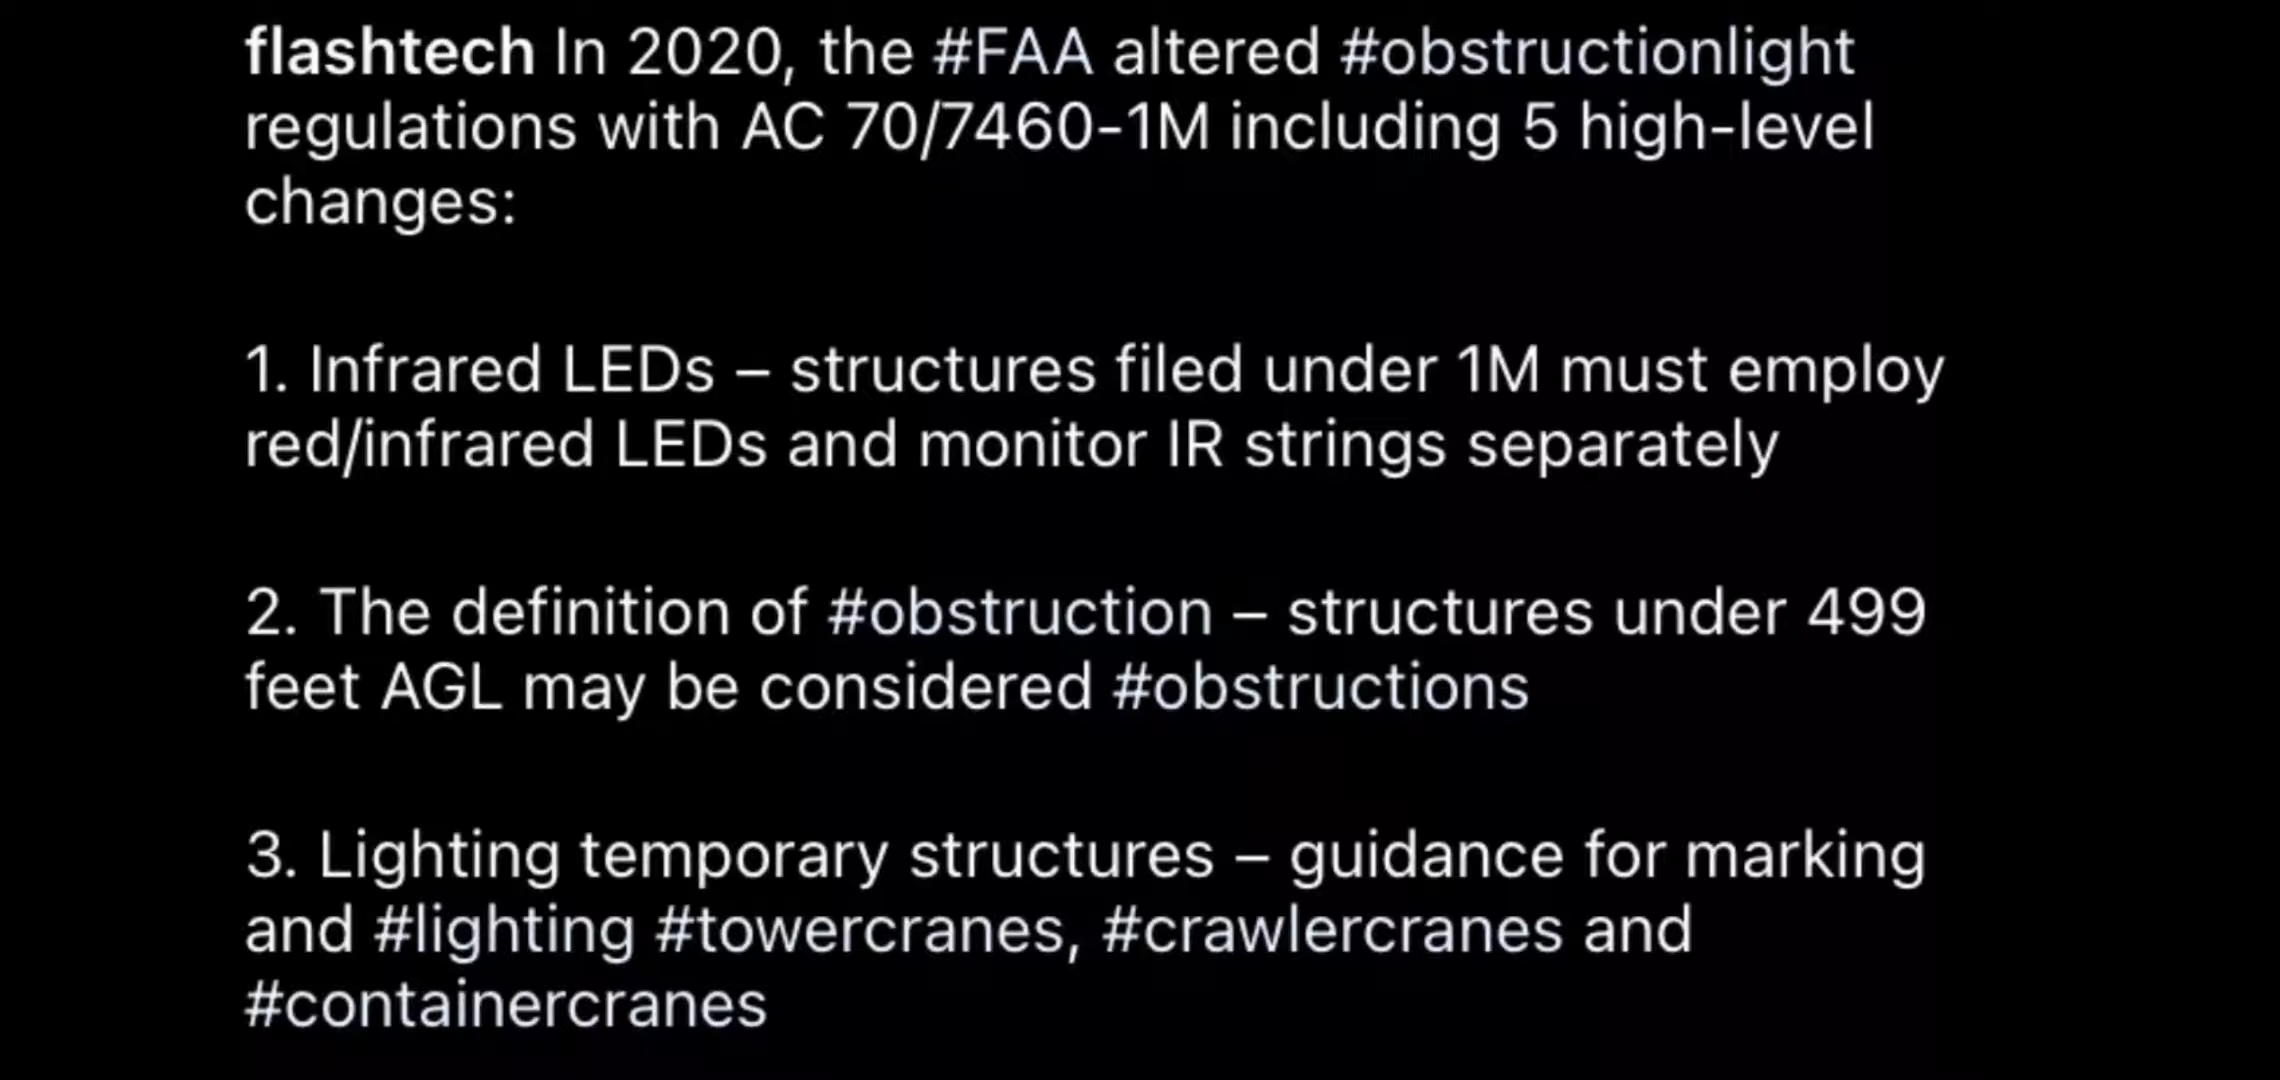 flashtech In 2020, the #FAA altered #obstructionlight
regulations with AC 70/7460-1M including 5 high-level
changes:
1. Infrared LEDs – structures filed under 1M must employ
red/infrared LEDs and monitor IR strings separately
2. The definition of #obstruction – structures under 499
feet AGL may be considered #obstructions
3. Lighting temporary structures – guidance for marking
and #lighting #towercranes, #crawlercranes and
#containercranes